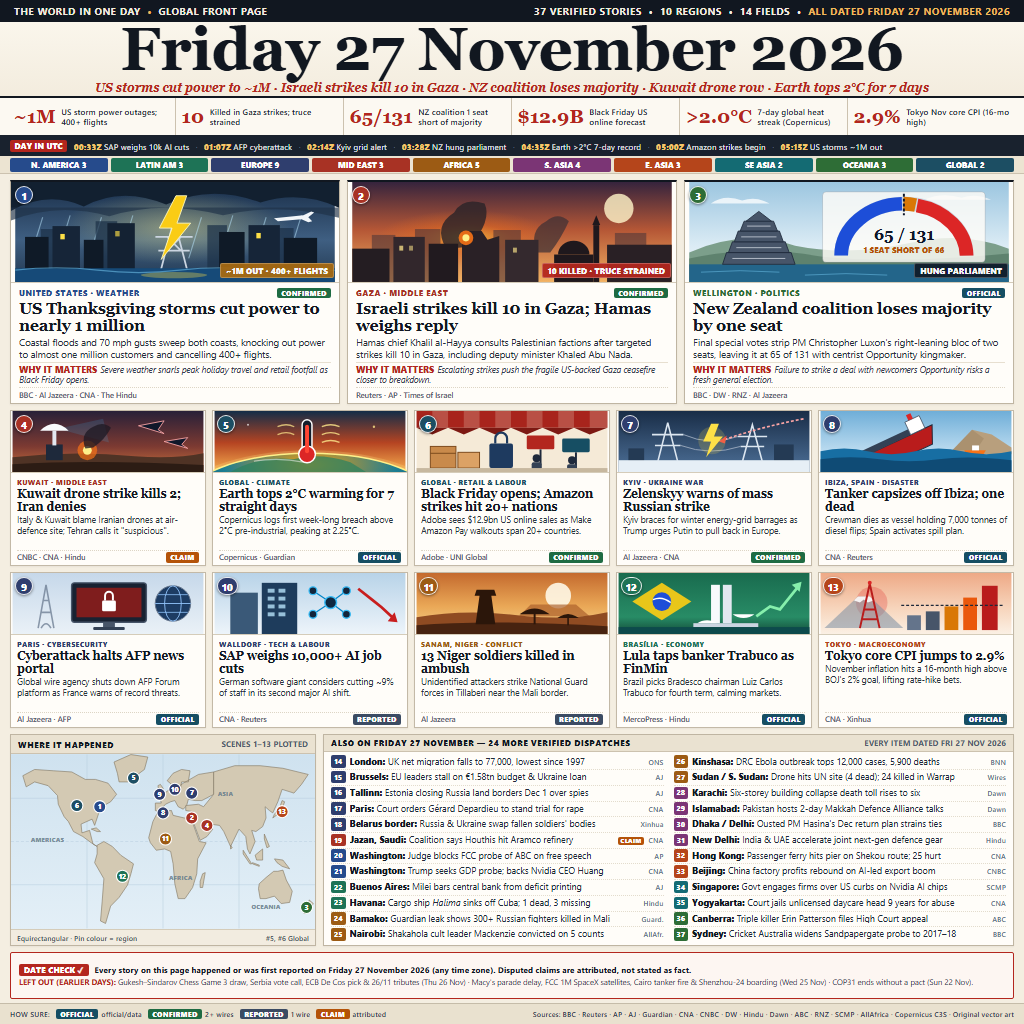 THE WORLD IN ONE DAY • GLOBAL FRONT PAGE
37 VERIFIED STORIES • 10 REGIONS • 14 FIELDS • ALL DATED FRIDAY 27 NOVEMBER 2026
Friday 27 November 2026
US storms cut power to ~1M · Israeli strikes kill 10 in Gaza · NZ coalition loses majority · Kuwait drone row · Earth tops 2°C for 7 days
~1M US storm power outages; 400+ flights
10 Killed in Gaza strikes; truce strained
65/131 NZ coalition 1 seat short of majority
$12.9B Black Friday US online forecast
>2.0°C 7-day global heat streak (Copernicus)
2.9% Tokyo Nov core CPI (16-mo high)
DAY IN UTC 00:33Z SAP weighs 10k AI cuts · 01:07Z AFP cyberattack · 02:14Z Kyiv grid alert · 03:28Z NZ hung parliament · 04:35Z Earth >2°C 7-day record · 05:00Z Amazon strikes begin · 05:15Z US storms ~1M out
N. AMERICA 3
LATIN AM 3
EUROPE 9
MID EAST 3
AFRICA 5
S. ASIA 4
E. ASIA 3
SE ASIA 2
OCEANIA 3
GLOBAL 2
1
~1M OUT · 400+ FLIGHTS
UNITED STATES · WEATHER
CONFIRMED
US Thanksgiving storms cut power to
nearly 1 million
Coastal floods and 70 mph gusts sweep both coasts, knocking out power
to almost one million customers and cancelling 400+ flights.
WHY IT MATTERS Severe weather snarls peak holiday travel and retail footfall as
Black Friday opens.
BBC · Al Jazeera · CNA · The Hindu
2
10 KILLED · TRUCE STRAINED
GAZA · MIDDLE EAST
CONFIRMED
Israeli strikes kill 10 in Gaza; Hamas
weighs reply
Hamas chief Khalil al-Hayya consults Palestinian factions after targeted
strikes kill 10 in Gaza, including deputy minister Khaled Abu Nada.
WHY IT MATTERS Escalating strikes push the fragile US-backed Gaza ceasefire
closer to breakdown.
Reuters · AP · Times of Israel
3
65 / 131
1 SEAT SHORT OF 66
HUNG PARLIAMENT
WELLINGTON · POLITICS
OFFICIAL
New Zealand coalition loses majority
by one seat
Final special votes strip PM Christopher Luxon's right-leaning bloc of two
seats, leaving it at 65 of 131 with centrist Opportunity kingmaker.
WHY IT MATTERS Failure to strike a deal with newcomers Opportunity risks a
fresh general election.
BBC · DW · RNZ · Al Jazeera
4
KUWAIT · MIDDLE EAST
Kuwait drone strike kills 2;
Iran denies
Italy & Kuwait blame Iranian drones at air-
defence site; Tehran calls it "suspicious".
CNBC · CNA · Hindu
CLAIM
5
GLOBAL · CLIMATE
Earth tops 2°C warming for 7
straight days
Copernicus logs first week-long breach above
2°C pre-industrial, peaking at 2.25°C.
Copernicus · Guardian
OFFICIAL
6
GLOBAL · RETAIL & LABOUR
Black Friday opens; Amazon
strikes hit 20+ nations
Adobe sees $12.9bn US online sales as Make
Amazon Pay walkouts span 20+ countries.
Adobe · UNI Global
CONFIRMED
7
KYIV · UKRAINE WAR
Zelenskyy warns of mass
Russian strike
Kyiv braces for winter energy-grid barrages as
Trump urges Putin to pull back in Europe.
Al Jazeera · CNA
CONFIRMED
8
IBIZA, SPAIN · DISASTER
Tanker capsizes off Ibiza; one
dead
Crewman dies as vessel holding 7,000 tonnes of
diesel flips; Spain activates spill plan.
CNA · Reuters
OFFICIAL
9
PARIS · CYBERSECURITY
Cyberattack halts AFP news
portal
Global wire agency shuts down AFP Forum
platform as France warns of record threats.
Al Jazeera · AFP
OFFICIAL
10
WALLDORF · TECH & LABOUR
SAP weighs 10,000+ AI job
cuts
German software giant considers cutting ~9%
of staff in its second major AI shift.
CNA · Reuters
REPORTED
11
SANAM, NIGER · CONFLICT
13 Niger soldiers killed in
ambush
Unidentified attackers strike National Guard
forces in Tillaberi near the Mali border.
Al Jazeera
REPORTED
12
BRASÍLIA · ECONOMY
Lula taps banker Trabuco as
FinMin
Brazil picks Bradesco chairman Luiz Carlos
Trabuco for fourth term, calming markets.
MercoPress · Hindu
OFFICIAL
13
TOKYO · MACROECONOMY
Tokyo core CPI jumps to 2.9%
November inflation hits a 16-month high above
BOJ's 2% goal, lifting rate-hike bets.
CNA · Xinhua
OFFICIAL
WHERE IT HAPPENED
SCENES 1–13 PLOTTED
5
6
1
9
10
7
8
2
4
11
12
13
3
ASIA
AMERICAS
AFRICA
OCEANIA
Equirectangular · Pin colour = region
#5, #6 Global
ALSO ON FRIDAY 27 NOVEMBER — 24 MORE VERIFIED DISPATCHES
EVERY ITEM DATED FRI 27 NOV 2026
14 London: UK net migration falls to 77,000, lowest since 1997 ONS
15 Brussels: EU leaders stall on €1.58tn budget & Ukraine loan AJ
16 Tallinn: Estonia closing Russia land borders Dec 1 over spies AJ
17 Paris: Court orders Gérard Depardieu to stand trial for rape CNA
18 Belarus border: Russia & Ukraine swap fallen soldiers' bodies Xinhua
19 Jazan, Saudi: Coalition says Houthis hit Aramco refinery CLAIM CNA
20 Washington: Judge blocks FCC probe of ABC on free speech AP
21 Washington: Trump seeks GDP probe; backs Nvidia CEO Huang CNA
22 Buenos Aires: Milei bars central bank from deficit printing AJ
23 Havana: Cargo ship Halima sinks off Cuba; 1 dead, 3 missing Hindu
24 Bamako: Guardian leak shows 300+ Russian fighters killed in Mali Guard.
25 Nairobi: Shakahola cult leader Mackenzie convicted on 5 counts AllAfr.
26 Kinshasa: DRC Ebola outbreak tops 12,000 cases, 5,900 deaths BNN
27 Sudan / S. Sudan: Drone hits UN site (4 dead); 24 killed in Warrap Wires
28 Karachi: Six-storey building collapse death toll rises to six Dawn
29 Islamabad: Pakistan hosts 2-day Makkah Defence Alliance talks Dawn
30 Dhaka / Delhi: Ousted PM Hasina's Dec return plan strains ties BBC
31 New Delhi: India & UAE accelerate joint next-gen defence gear Hindu
32 Hong Kong: Passenger ferry hits pier on Shekou route; 25 hurt CNA
33 Beijing: China factory profits rebound on AI-led export boom CNBC
34 Singapore: Govt engages firms over US curbs on Nvidia AI chips SCMP
35 Yogyakarta: Court jails unlicensed daycare head 9 years for abuse CNA
36 Canberra: Triple killer Erin Patterson files High Court appeal ABC
37 Sydney: Cricket Australia widens Sandpapergate probe to 2017–18 BBC
DATE CHECK ✓ Every story on this page happened or was first reported on Friday 27 November 2026 (any time zone). Disputed claims are attributed, not stated as fact.
LEFT OUT (EARLIER DAYS): Gukesh–Sindarov Chess Game 3 draw, Serbia vote call, ECB De Cos pick & 26/11 tributes (Thu 26 Nov) · Macy's parade delay, FCC 1M SpaceX satellites, Cairo tanker fire & Shenzhou-24 boarding (Wed 25 Nov) · COP31 ends without a pact (Sun 22 Nov).
HOW SURE: OFFICIAL official/data CONFIRMED 2+ wires REPORTED 1 wire CLAIM attributed
Sources: BBC · Reuters · AP · AJ · Guardian · CNA · CNBC · DW · Hindu · Dawn · ABC · RNZ · SCMP · AllAfrica · Copernicus C3S · Original vector art